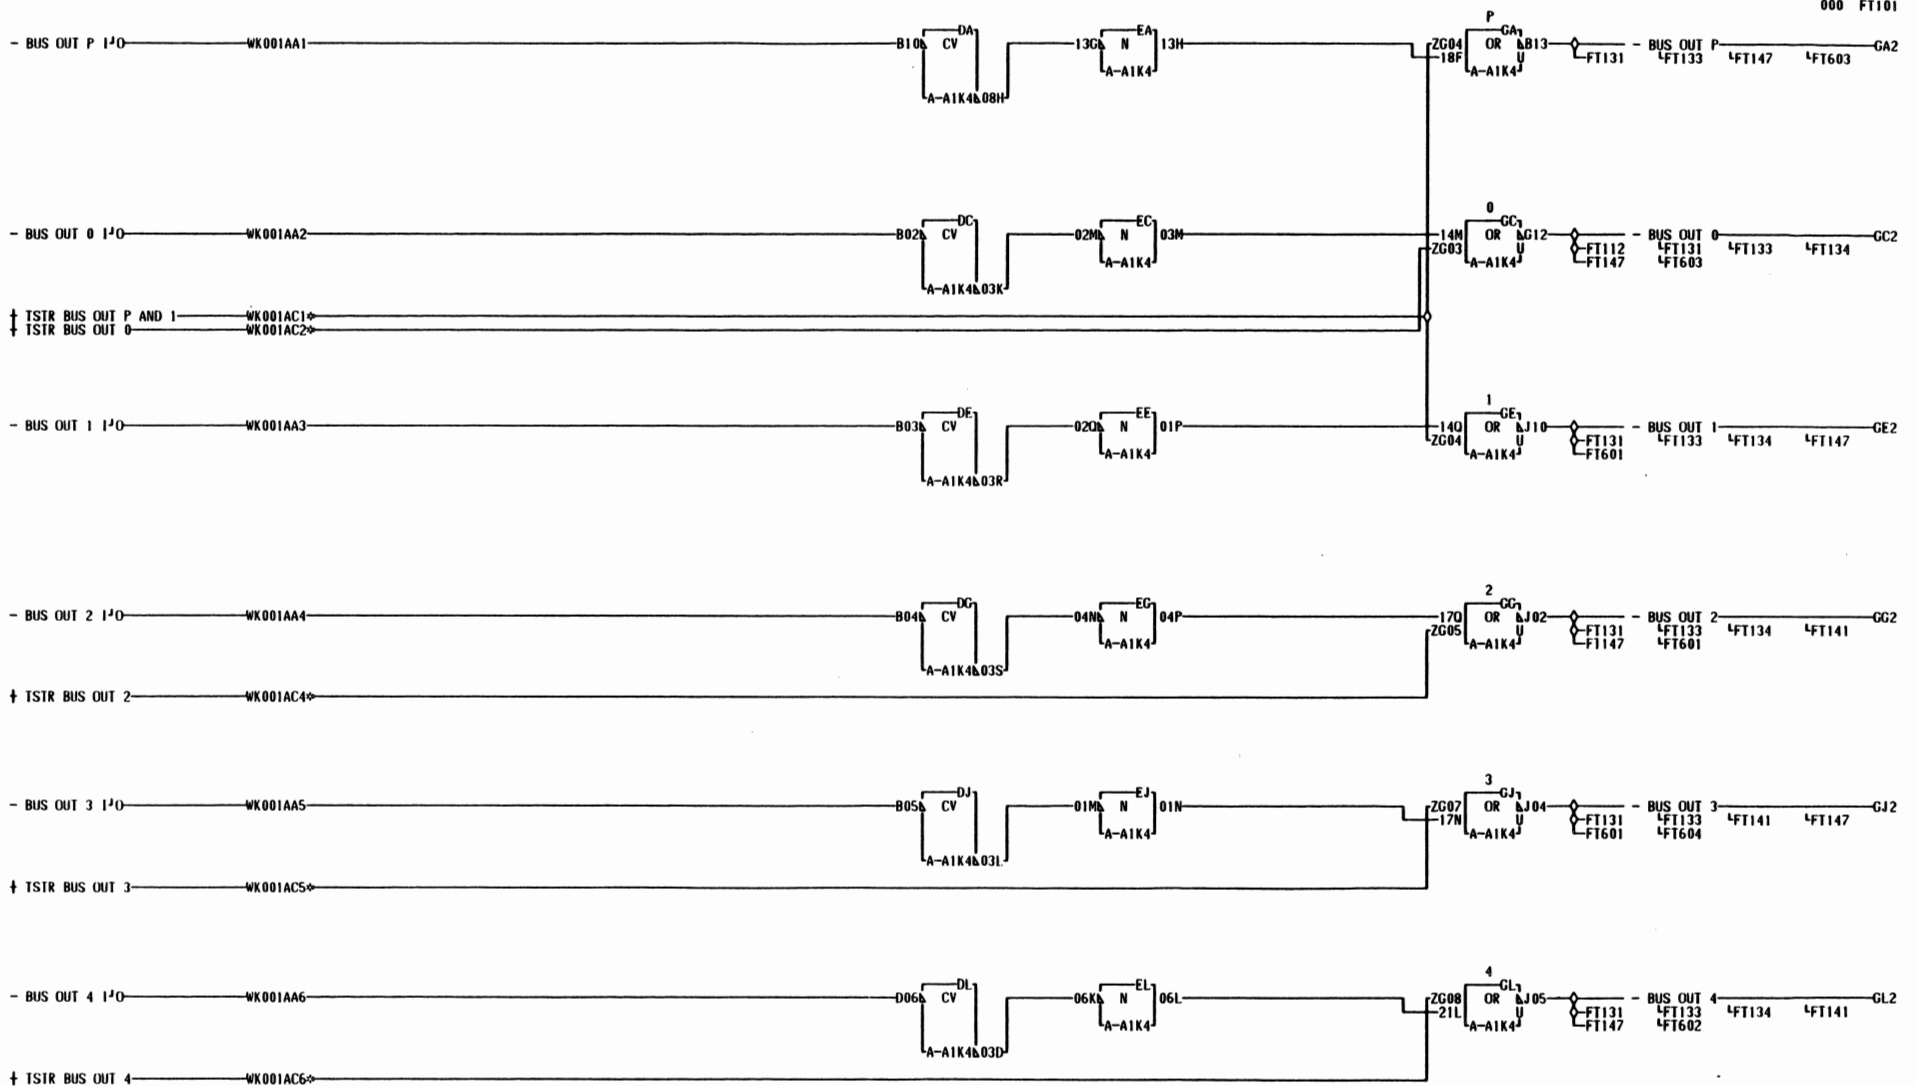 000 FT101
P
DA EA GA
- BUS OUT P I/O WK001AA1 B10 CV 13G N 13H ZG04 OR B13 - BUS OUT P GA2
18F U FT131 FT133 FT147 FT603
A-A1K4 A-A1K4
A-A1K4 08H
0
DC EC GC
- BUS OUT 0 I/O WK001AA2 B02 CV 02M N 03M 14M OR G12 - BUS OUT 0 GC2
ZG03 U FT112 FT131 FT133 FT134
A-A1K4 A-A1K4 FT147 FT603
A-A1K4 03K
+ TSTR BUS OUT P AND 1 WK001AC1*
+ TSTR BUS OUT 0 WK001AC2*
1
DE EE GE
- BUS OUT 1 I/O WK001AA3 B03 CV 02Q N 01P 14Q OR J10 - BUS OUT 1 GE2
ZG04 U FT131 FT133 FT134 FT147
A-A1K4 A-A1K4 FT601
A-A1K4 03R
2
DG EG GG
- BUS OUT 2 I/O WK001AA4 B04 CV 04N N 04P 17Q OR J02 - BUS OUT 2 GG2
ZG05 U FT131 FT133 FT134 FT141
A-A1K4 A-A1K4 FT147 FT601
A-A1K4 03S
+ TSTR BUS OUT 2 WK001AC4*
3
DJ EJ GJ
- BUS OUT 3 I/O WK001AA5 B05 CV 01M N 01N ZG07 OR J04 - BUS OUT 3 GJ2
17N U FT131 FT133 FT141 FT147
A-A1K4 A-A1K4 FT601 FT604
A-A1K4 03L
+ TSTR BUS OUT 3 WK001AC5*
4
DL EL GL
- BUS OUT 4 I/O WK001AA6 D06 CV 06K N 06L ZG08 OR J05 - BUS OUT 4 GL2
21L U FT131 FT133 FT134 FT141
A-A1K4 A-A1K4 FT147 FT602
A-A1K4 03D
+ TSTR BUS OUT 4 WK001AC6*